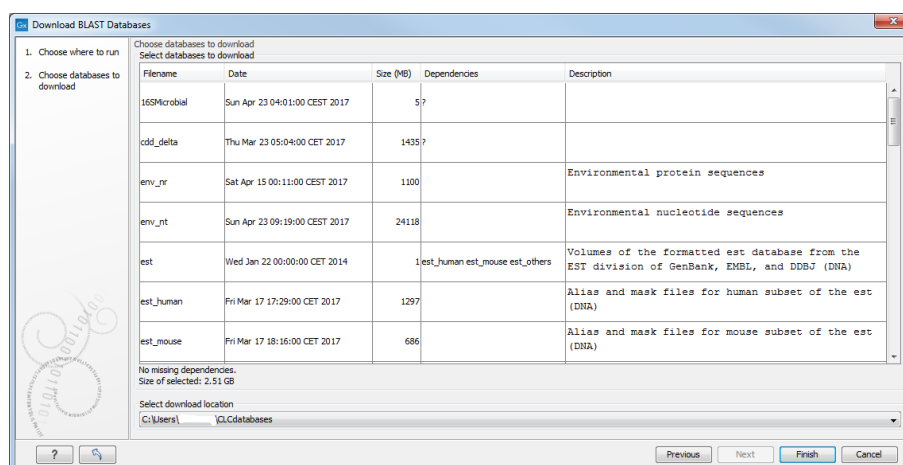 Gx Download BLAST Databases
1. Choose where to run
2. Choose databases to
download
Choose databases to download
Select databases to download
Filename Date Size (MB) Dependencies Description
16SMicrobial Sun Apr 23 04:01:00 CEST 2017 5 ?
cdd_delta Thu Mar 23 05:04:00 CET 2017 1435 ?
env_nr Sat Apr 15 00:11:00 CEST 2017 1100 Environmental protein sequences
env_nt Sun Apr 23 09:19:00 CEST 2017 24118 Environmental nucleotide sequences
est Wed Jan 22 00:00:00 CET 2014 1 est_human est_mouse est_others Volumes of the formatted est database from the
EST division of GenBank, EMBL, and DDBJ (DNA)
est_human Fri Mar 17 17:29:00 CET 2017 1297 Alias and mask files for human subset of the est
(DNA)
est_mouse Fri Mar 17 18:16:00 CET 2017 686 Alias and mask files for mouse subset of the est
(DNA)
No missing dependencies.
Size of selected: 2.51 GB
Select download location
C:\Users\ \CLCdatabases
? Previous Next Finish Cancel